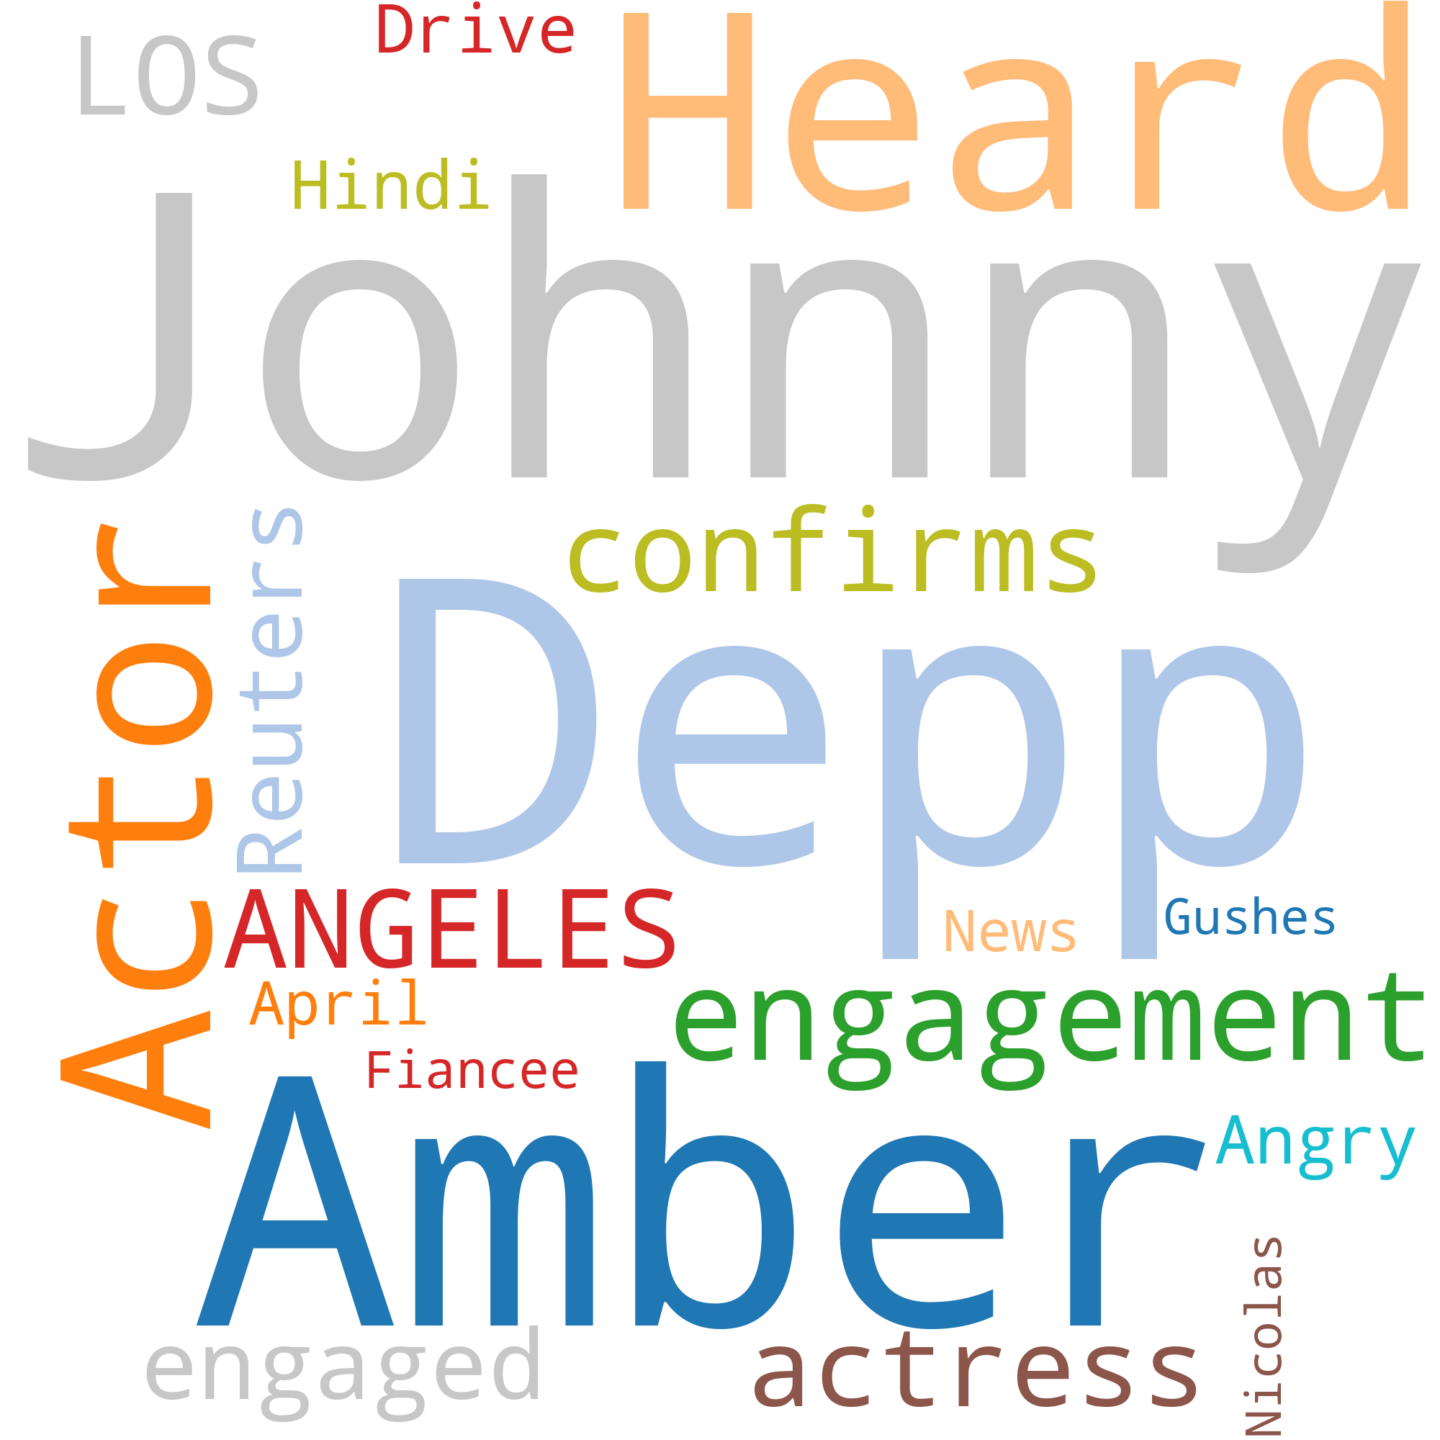 Drive
LOS
Heard
Hindi
Johnny
confirms
Reuters
Actor
Depp
ANGELES
News
Gushes
April
engagement
Fiancee
Amber
Angry
Nicolas
engaged
actress